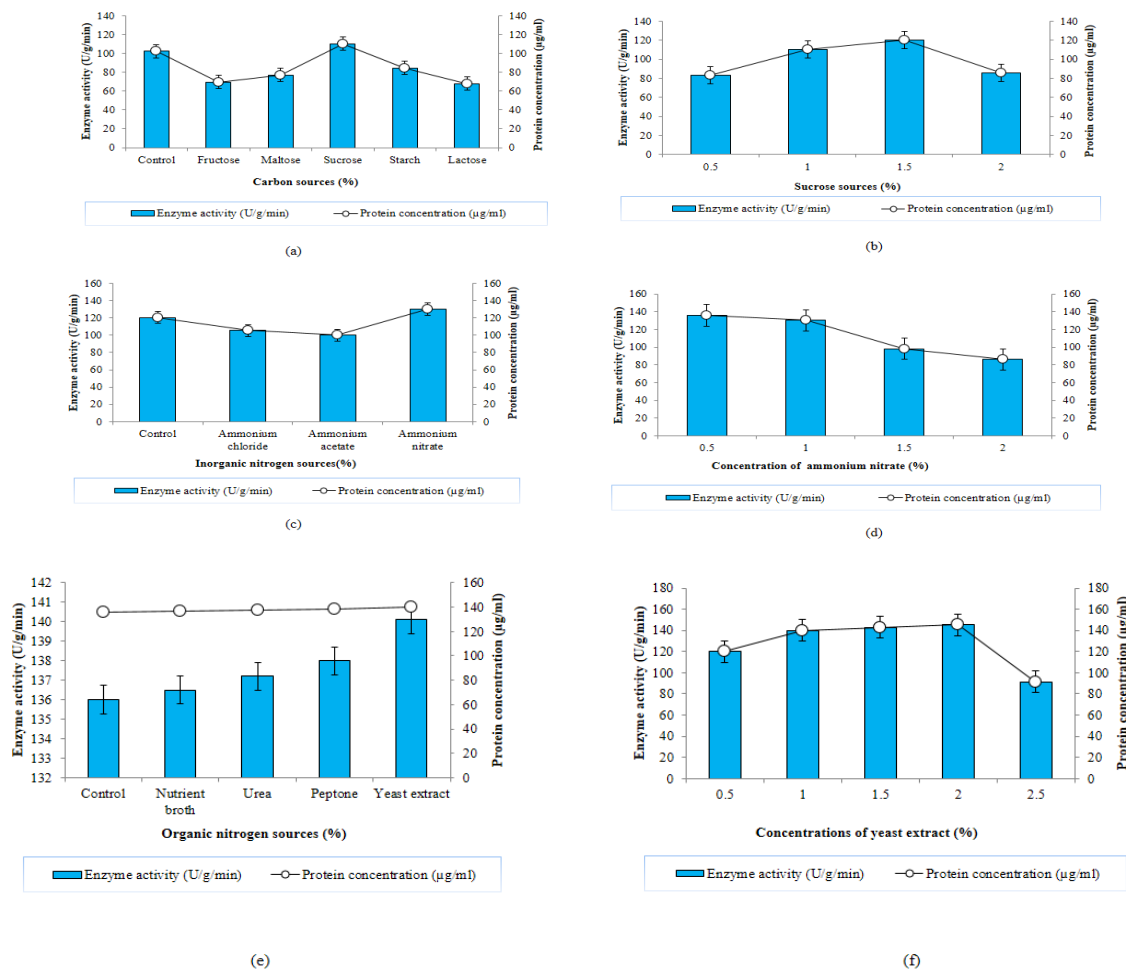 Enzyme activity (U/g/min)
140
120
100
80
60
40
20
0
Control Fructose Maltose Sucrose Starch Lactose
Carbon sources (%)
140
120
100
80
60
40
20
0
Protein concentration (µg/ml)
Enzyme activity (U/g/min) Protein concentration (µg/ml)
(a)
Enzyme activity (U/g/min)
140
120
100
80
60
40
20
0
0.5 1 1.5 2
Sucrose sources (%)
140
120
100
80
60
40
20
0
Protein concentration (µg/ml)
Enzyme activity (U/g/min) Protein concentration (µg/ml)
(b)
Enzyme activity (U/g/min)
160
140
120
100
80
60
40
20
0
Control Ammonium Ammonium Ammonium
chloride acetate nitrate
Inorganic nitrogen sources(%)
160
140
120
100
80
60
40
20
0
Protein concentration (µg/ml)
Enzyme activity (U/g/min) Protein concentration (µg/ml)
(c)
Enzyme activity (U/g/min)
160
140
120
100
80
60
40
20
0
0.5 1 1.5 2
Concentration of ammonium nitrate (%)
160
140
120
100
80
60
40
20
0
Protein concentration (µg/ml)
Enzyme activity (U/g/min) Protein concentration (µg/ml)
(d)
Enzyme activity (U/g/min)
142
141
140
139
138
137
136
135
134
133
132
Control Nutrient Urea Peptone Yeast extract
broth
Organic nitrogen sources (%)
160
140
120
100
80
60
40
20
0
Protein concentration (µg/ml)
Enzyme activity (U/g/min) Protein concentration (µg/ml)
(e)
Enzyme activity (U/g/min)
180
160
140
120
100
80
60
40
20
0
0.5 1 1.5 2 2.5
Concentrations of yeast extract (%)
180
160
140
120
100
80
60
40
20
0
Protein concentration (µg/ml)
Enzyme activity (U/g/min) Protein concentration (µg/ml)
(f)